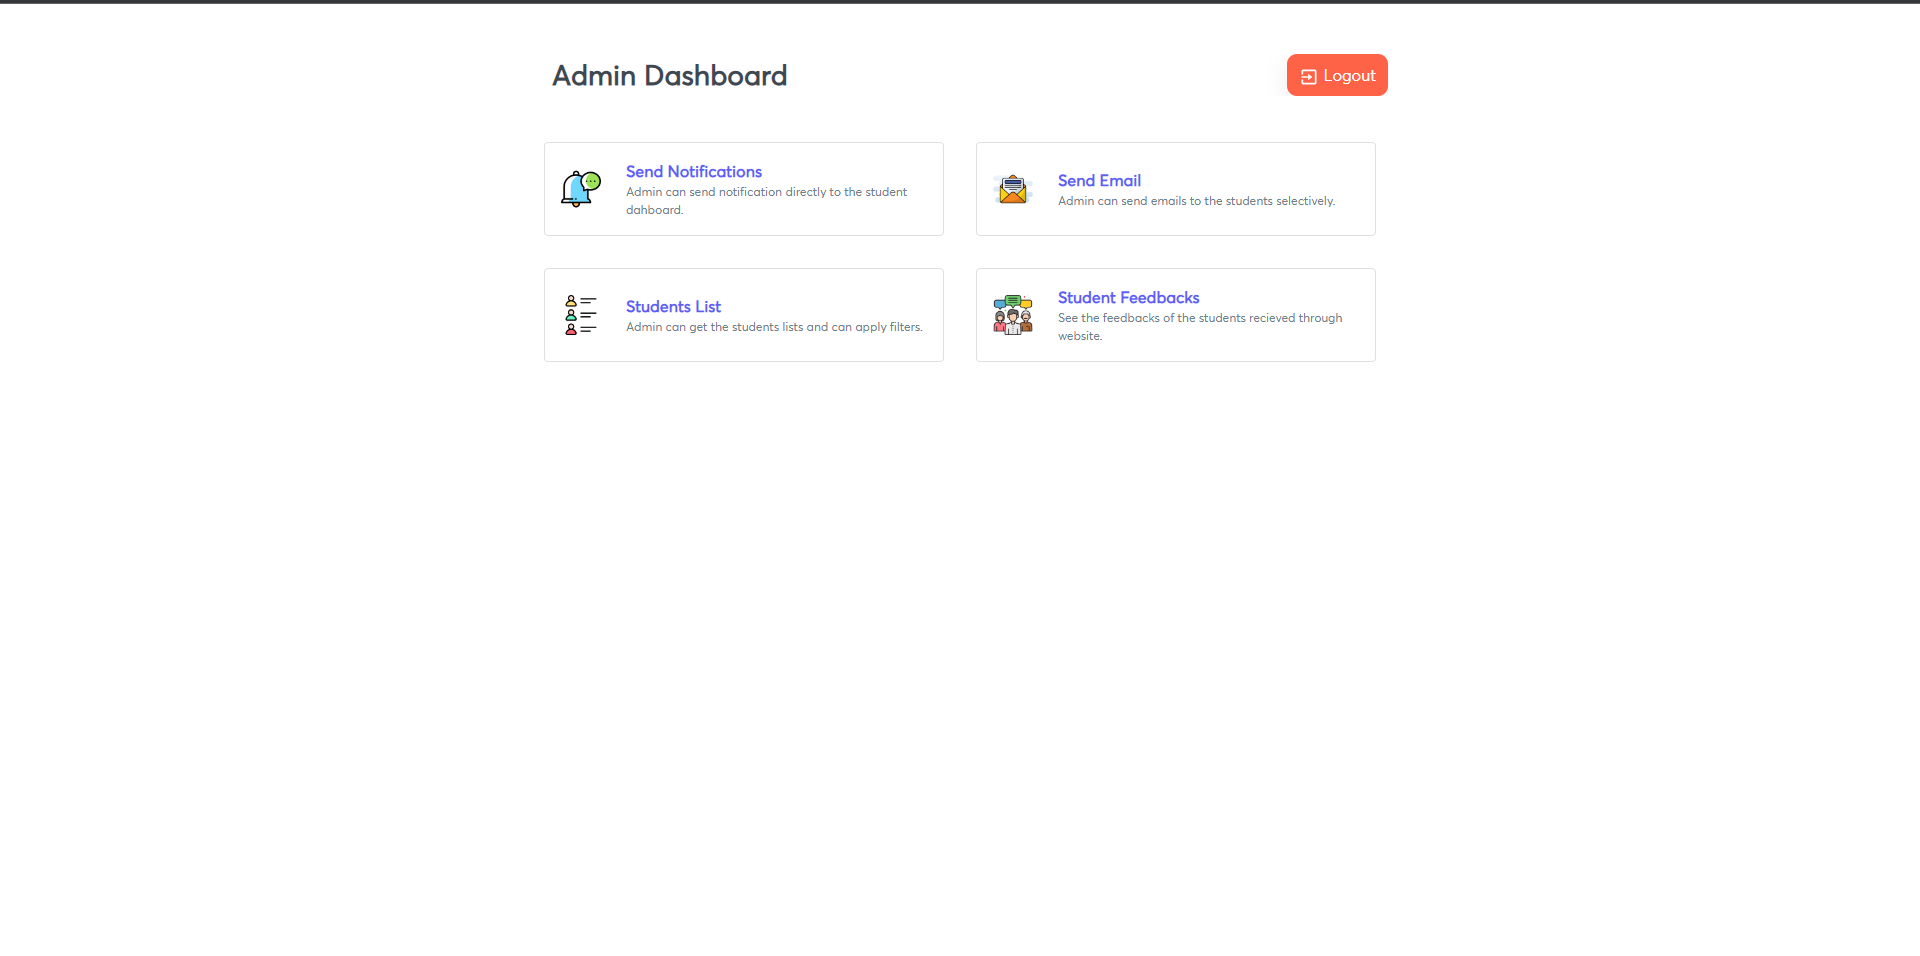 Admin Dashboard
Logout
Send Notifications
Admin can send notification directly to the student
dahboard.
Send Email
Admin can send emails to the students selectively.
Students List
Admin can get the students lists and can apply filters.
Student Feedbacks
See the feedbacks of the students recieved through
website.